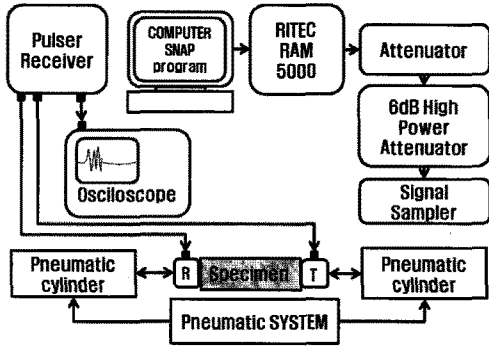 Pulser
Receiver
COMPUTER
SNAP
program
RITEC
RAM
5000
Attenuator
6dB High
Power
Attenuator
Signal
Sampler
Osciloscope
Pneumatic
cylinder
R
Specimen
T
Pneumatic
cylinder
Pneumatic SYSTEM